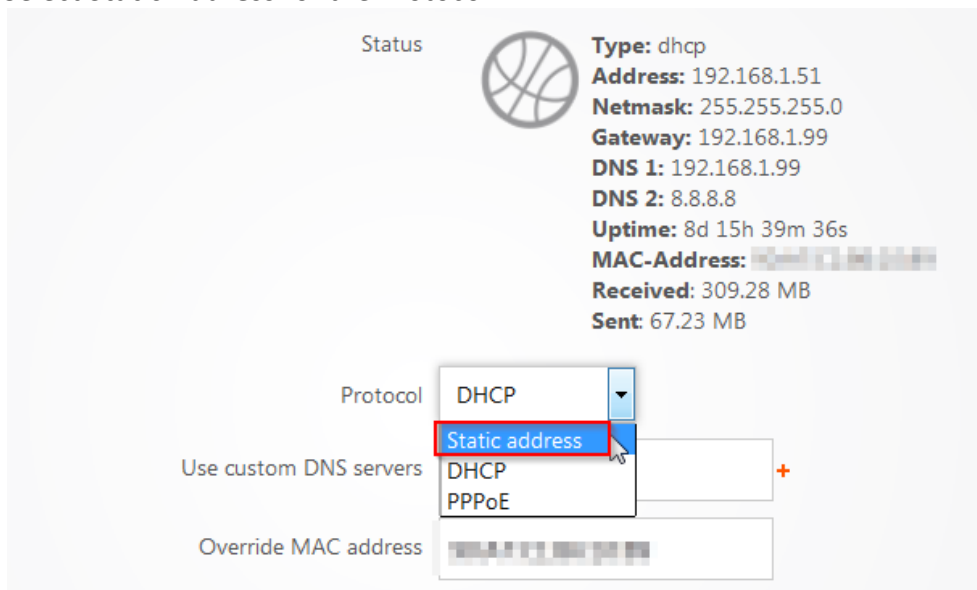 Status
Type: dhcp
Address: 192.168.1.51
Netmask: 255.255.255.0
Gateway: 192.168.1.99
DNS 1: 192.168.1.99
DNS 2: 8.8.8.8
Uptime: 8d 15h 39m 36s
MAC-Address:
Received: 309.28 MB
Sent: 67.23 MB
Protocol DHCP
Static address
Use custom DNS servers DHCP +
PPPoE
Override MAC address